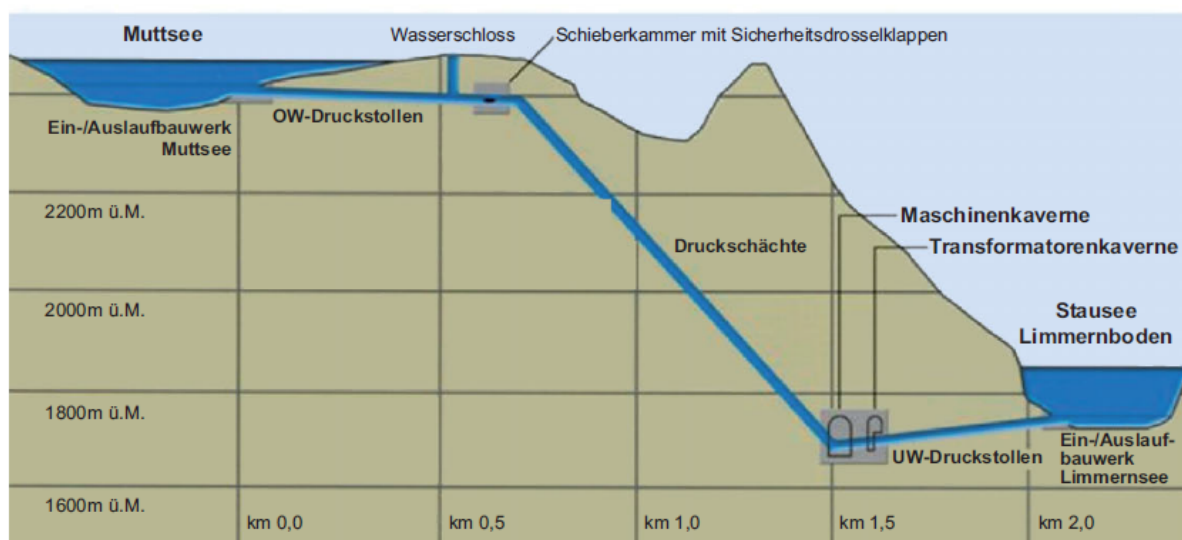 Muttsee
Wasserschloss
Schieberkammer mit Sicherheitsdrosselklappen
OW-Druckstollen
Ein-/Auslaufbauwerk
Muttsee
2200m ü.M.
Maschinenkaverne
Druckschächte
Transformatorenkaverne
2000m ü.M.
Stausee
Limmernboden
1800m ü.M.
UW-Druckstollen
Ein-/Auslauf-
bauwerk
Limmernsee
1600m ü.M.
km 0,0
km 0,5
km 1,0
km 1,5
km 2,0